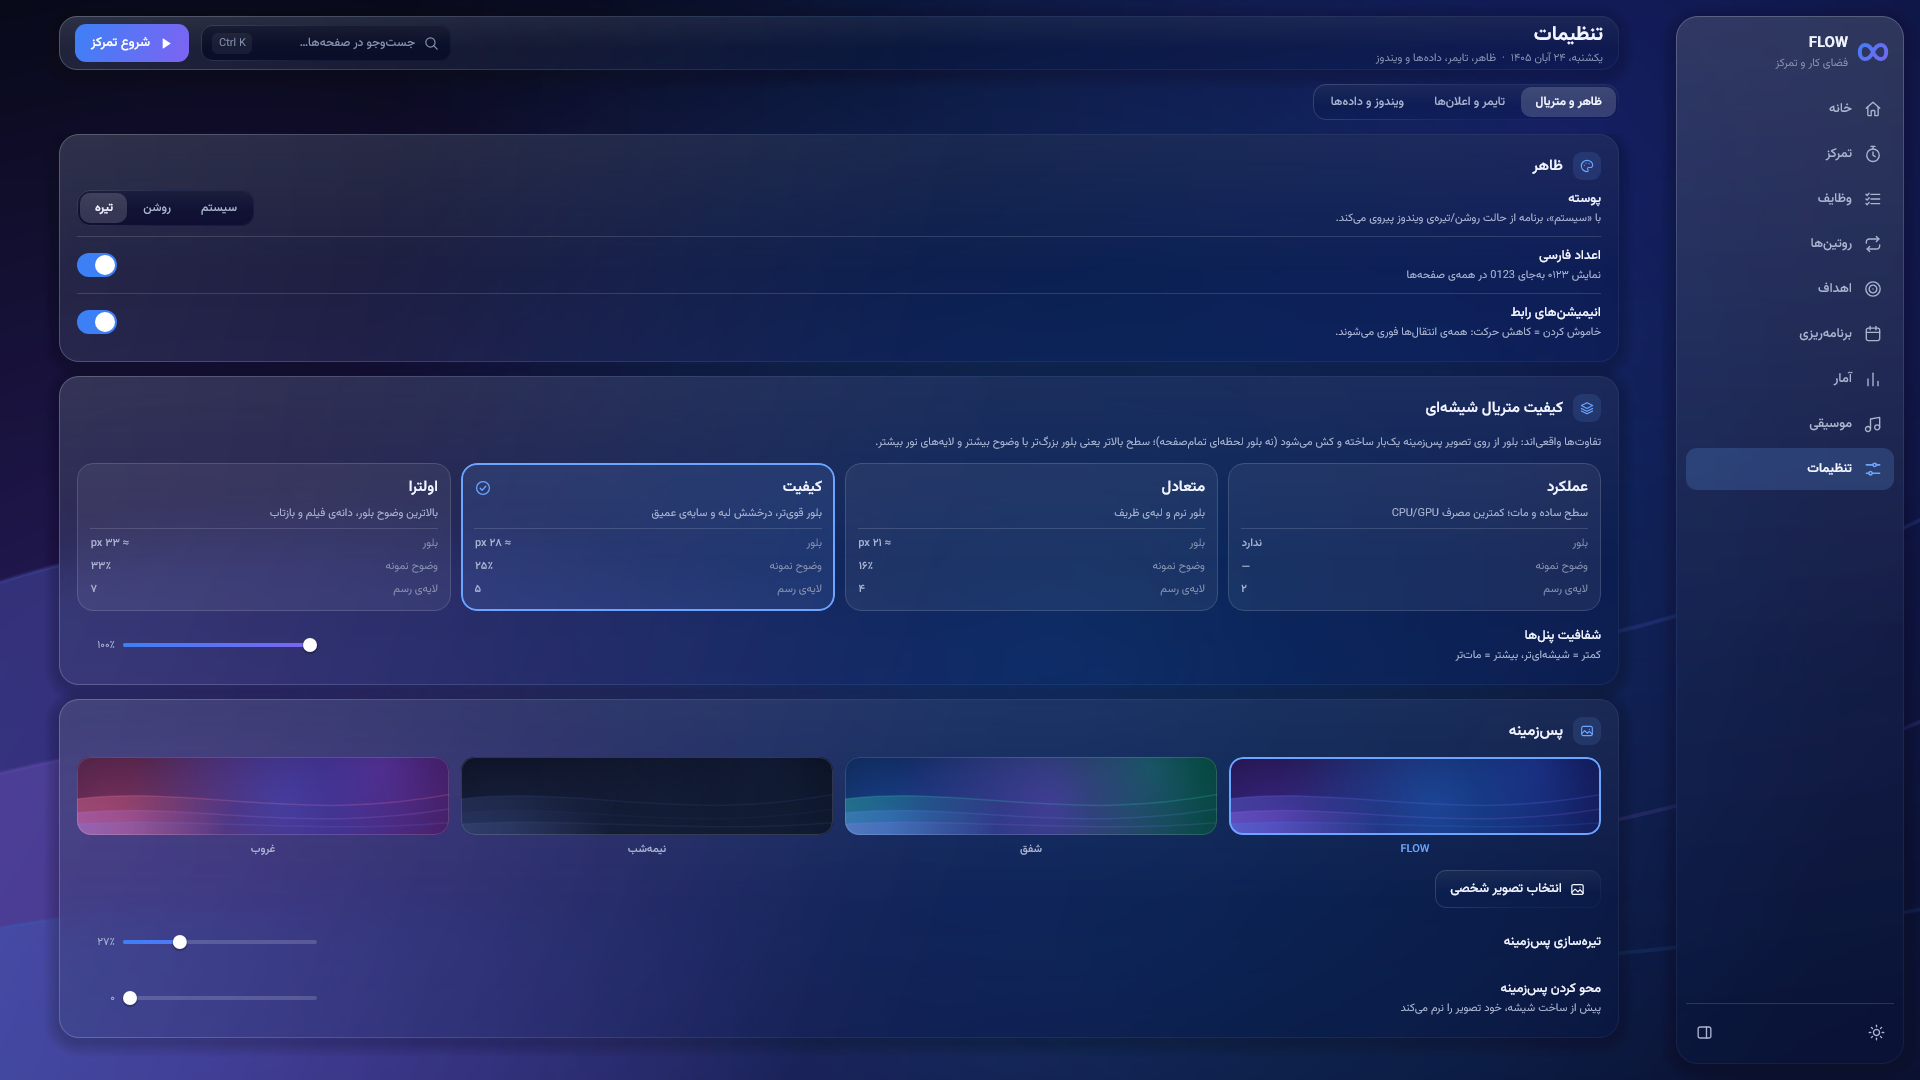 FLOW
فضای کار و تمرکز
خانه
تمرکز
وظایف
روتین‌ها
اهداف
برنامه‌ریزی
آمار
موسیقی
تنظیمات
تنظیمات
یکشنبه، ۲۴ آبان ۱۴۰۵ · ظاهر، تایمر، داده‌ها و ویندوز
جست‌وجو در صفحه‌ها... Ctrl K
شروع تمرکز
ظاهر و متریال
تایمر و اعلان‌ها
ویندوز و داده‌ها
ظاهر
پوسته
با «سیستم»، برنامه از حالت روشن/تیره‌ی ویندوز پیروی می‌کند.
سیستم روشن تیره
اعداد فارسی
نمایش ۰۱۲۳ به‌جای 0123 در همه‌ی صفحه‌ها
انیمیشن‌های رابط
خاموش کردن = کاهش حرکت: همه‌ی انتقال‌ها فوری می‌شوند.
کیفیت متریال شیشه‌ای
تفاوت‌ها واقعی‌اند: بلور از روی تصویر پس‌زمینه یک‌بار ساخته و کش می‌شود (نه بلور لحظه‌ای تمام‌صفحه)؛ سطح بالاتر یعنی بلور بزرگ‌تر با وضوح بیشتر و لایه‌های نور بیشتر.
عملکرد
سطح ساده و مات؛ کمترین مصرف CPU/GPU
بلور ندارد
وضوح نمونه —
لایه‌ی رسم ۲
متعادل
بلور نرم و لبه‌ی ظریف
بلور ≈ ۲۱ px
وضوح نمونه ۱۶٪
لایه‌ی رسم ۴
کیفیت
بلور قوی‌تر، درخشش لبه و سایه‌ی عمیق
بلور ≈ ۲۸ px
وضوح نمونه ۲۵٪
لایه‌ی رسم ۵
اولترا
بالاترین وضوح بلور، دانه‌ی فیلم و بازتاب
بلور ≈ ۳۳ px
وضوح نمونه ۳۳٪
لایه‌ی رسم ۷
شفافیت پنل‌ها
کمتر = شیشه‌ای‌تر، بیشتر = مات‌تر
۱۰۰٪
پس‌زمینه
FLOW
شفق
نیمه‌شب
غروب
انتخاب تصویر شخصی
تیره‌سازی پس‌زمینه
۲۷٪
محو کردن پس‌زمینه
پیش از ساخت شیشه، خود تصویر را نرم می‌کند
۰